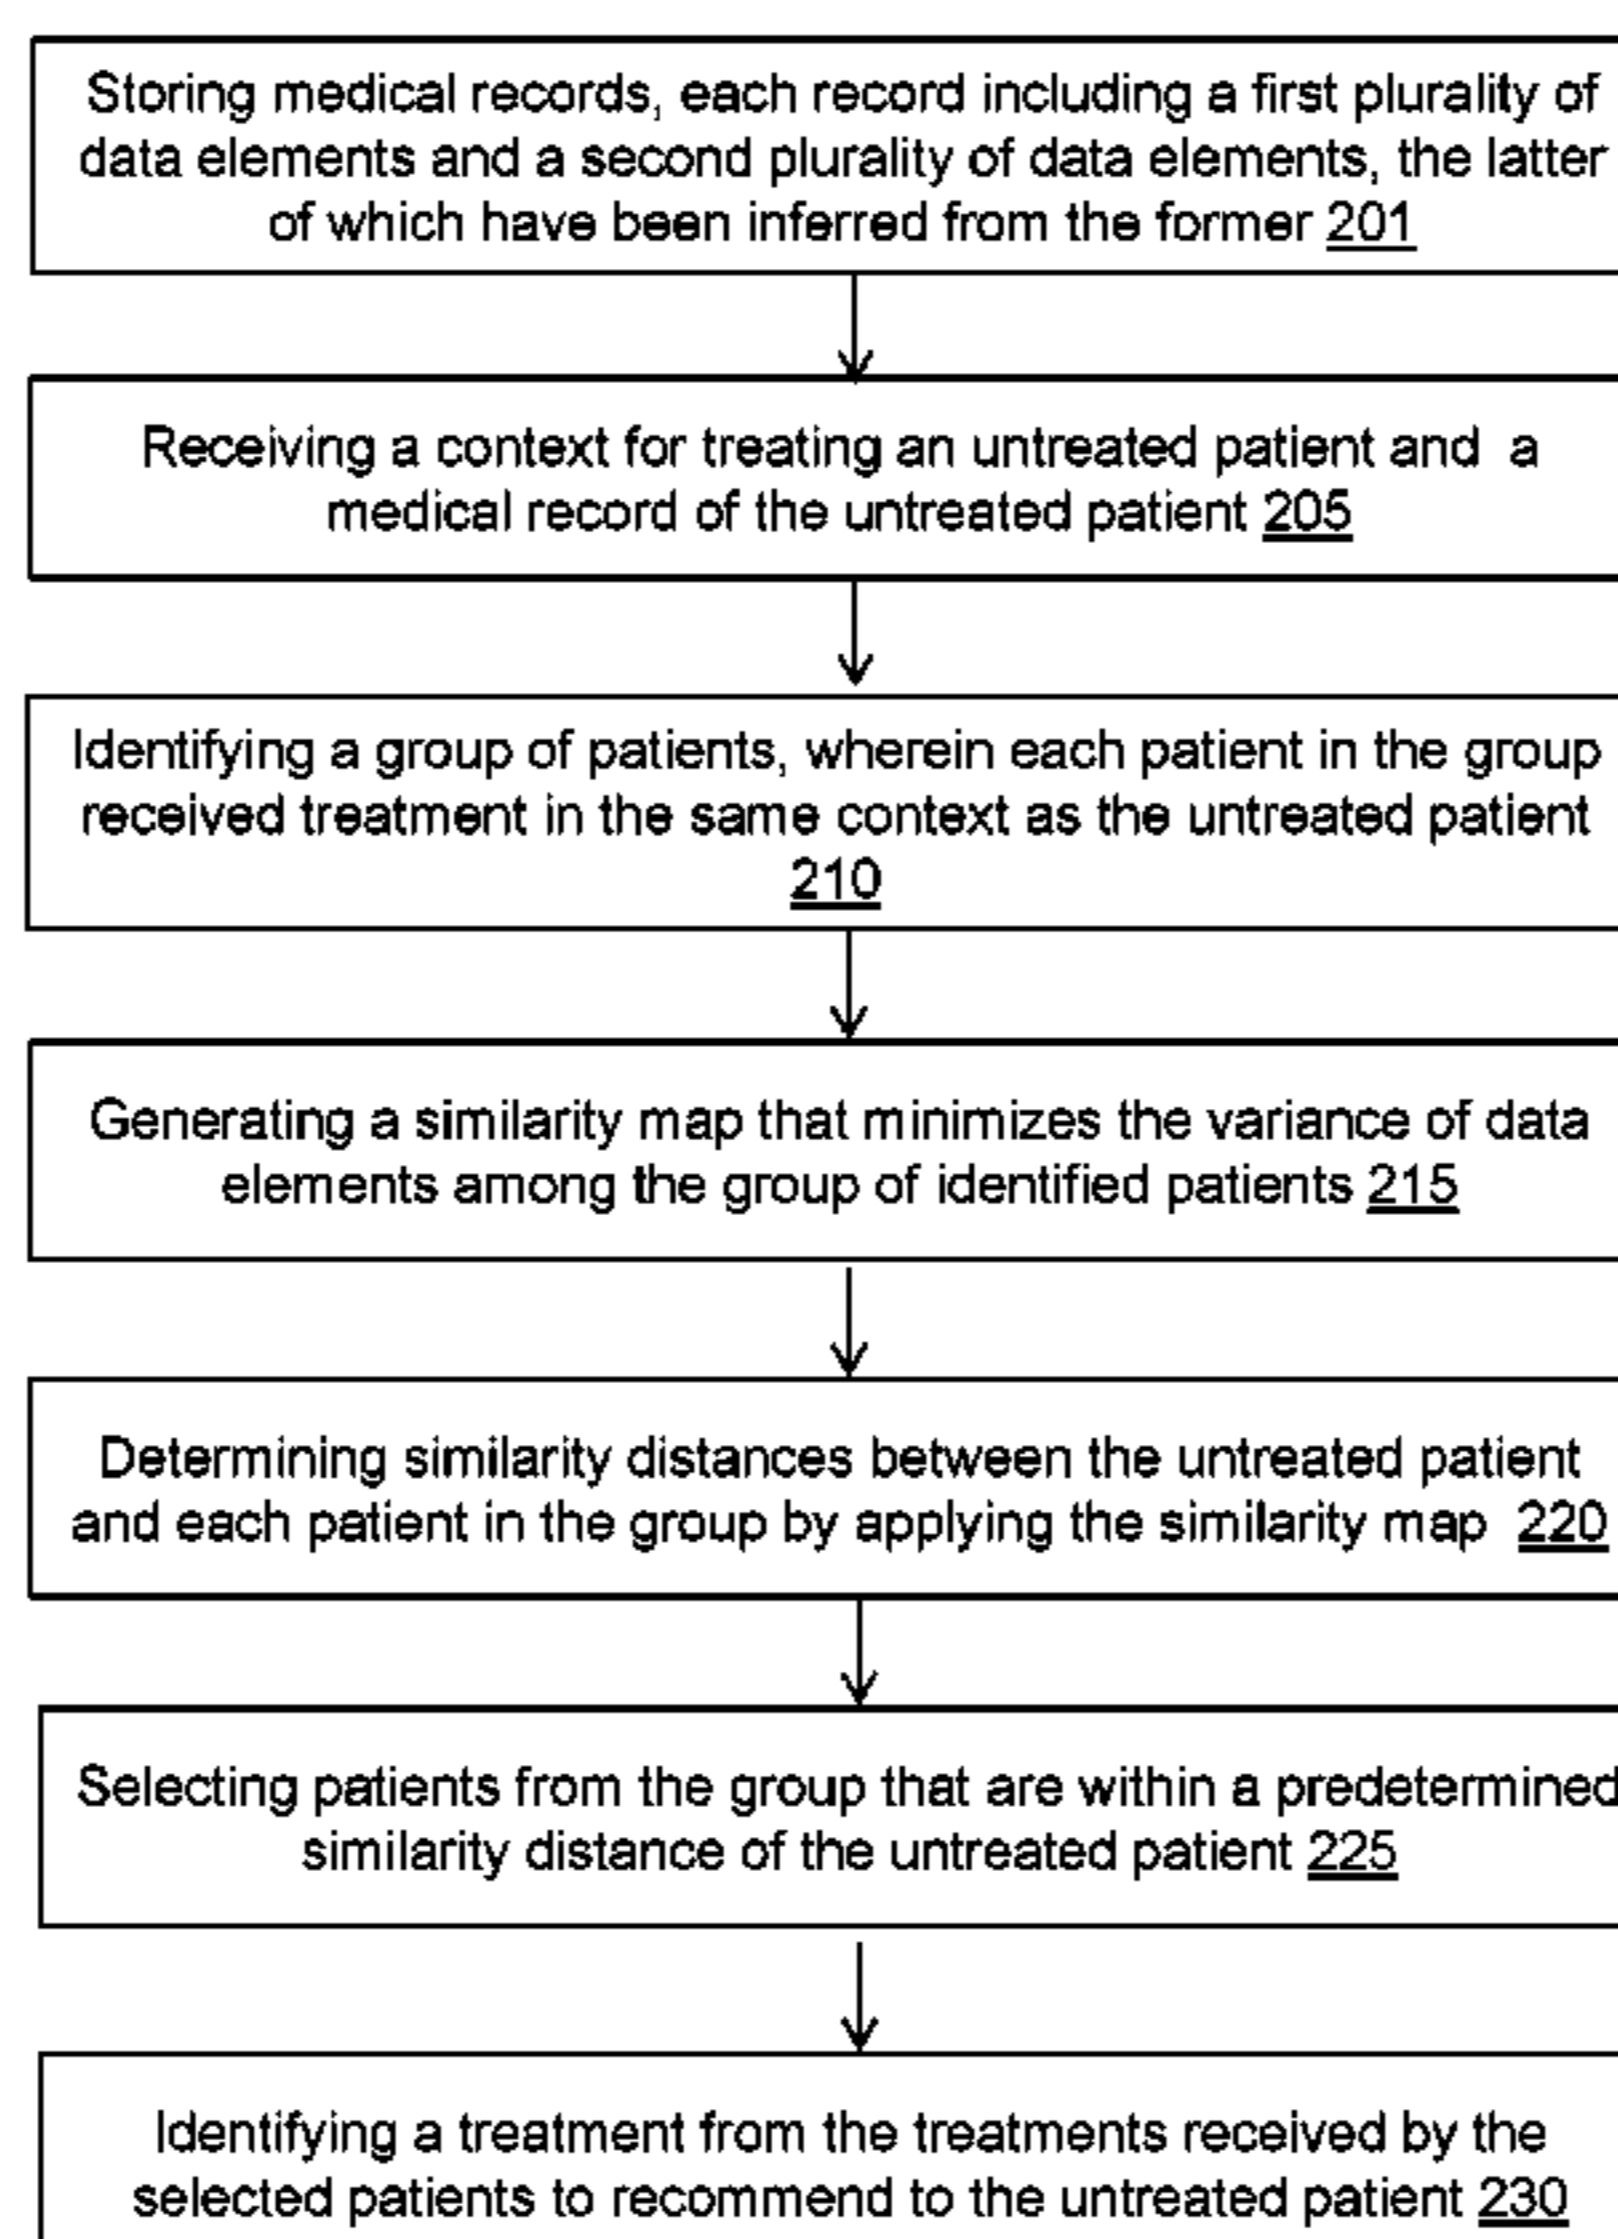 Storing medical records, each record including a first plurality of
data elements and a second plurality of data elements, the latter
of which have been inferred from the former 201
Receiving a context for treating an untreated patient and a
medical record of the untreated patient 205
Identifying a group of patients, wherein each patient in the group
received treatment in the same context as the untreated patient
210
Generating a similarity map that minimizes the variance of data
elements among the group of identified patients 215
Determining similarity distances between the untreated patient
and each patient in the group by applying the similarity map 220
Selecting patients from the group that are within a predetermined
similarity distance of the untreated patient 225
Identifying a treatment from the treatments received by the
selected patients to recommend to the untreated patient 230